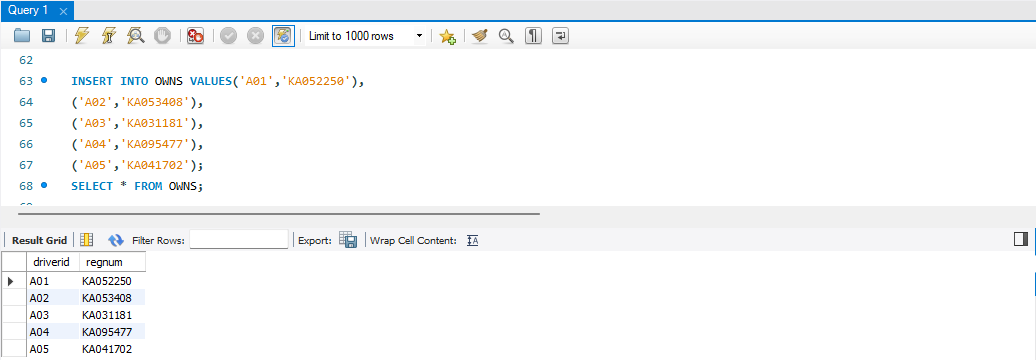 Query 1
Limit to 1000 rows
62
63 INSERT INTO OWNS VALUES('A01','KA052250'),
64 ('A02','KA053408'),
65 ('A03','KA031181'),
66 ('A04','KA095477'),
67 ('A05','KA041702');
68 SELECT * FROM OWNS;
Result Grid Filter Rows: Export: Wrap Cell Content:
driverid regnum
A01 KA052250
A02 KA053408
A03 KA031181
A04 KA095477
A05 KA041702